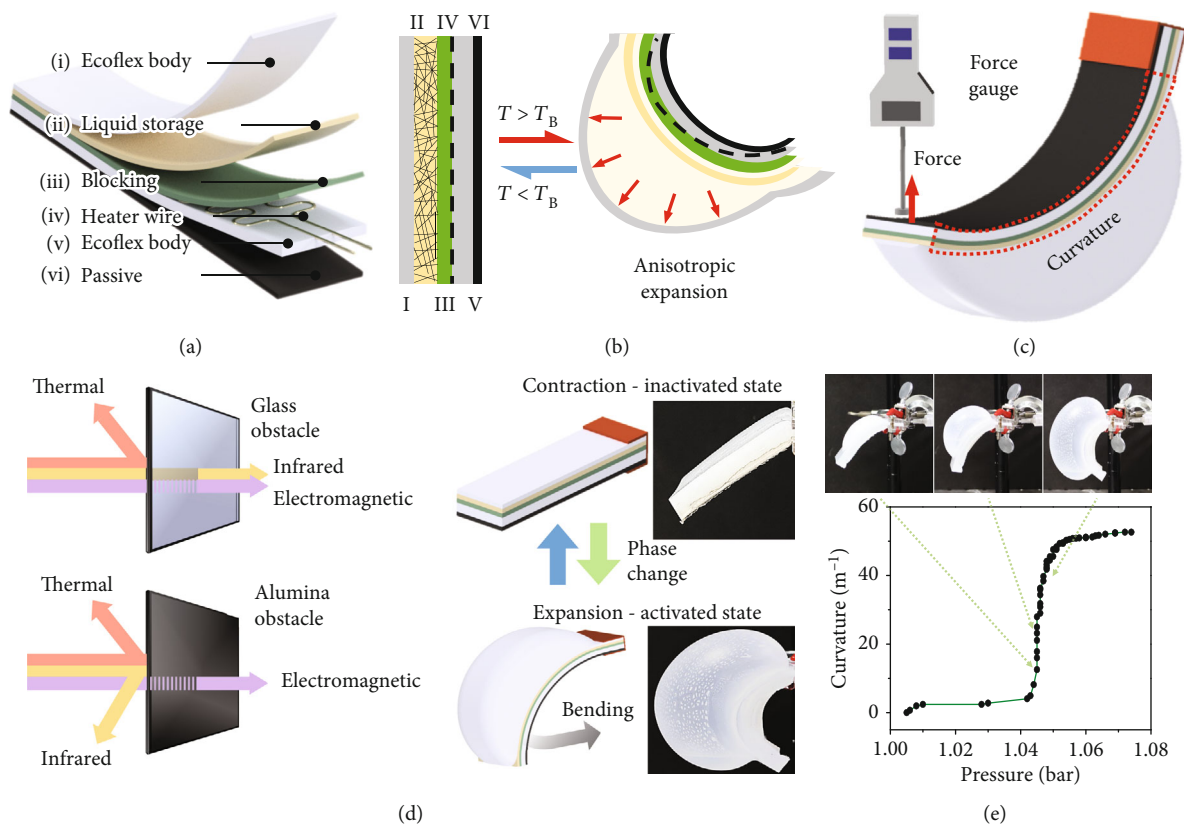 (i) Ecoflex body
(ii) Liquid storage
(iii) Blocking
(iv) Heater wire
(v) Ecoflex body
(vi) Passive
(a)
II IV VI
T > T_B
T < T_B
I III V
Anisotropic
expansion
(b)
Force
gauge
Force
Curvature
(c)
Thermal
Glass
obstacle
Infrared
Electromagnetic
Thermal
Alumina
obstacle
Electromagnetic
Infrared
Contraction - inactivated state
Phase
change
Expansion - activated state
Bending
(d)
60
40
20
0
Curvature (m⁻¹)
1.00 1.02 1.04 1.06 1.08
Pressure (bar)
(e)